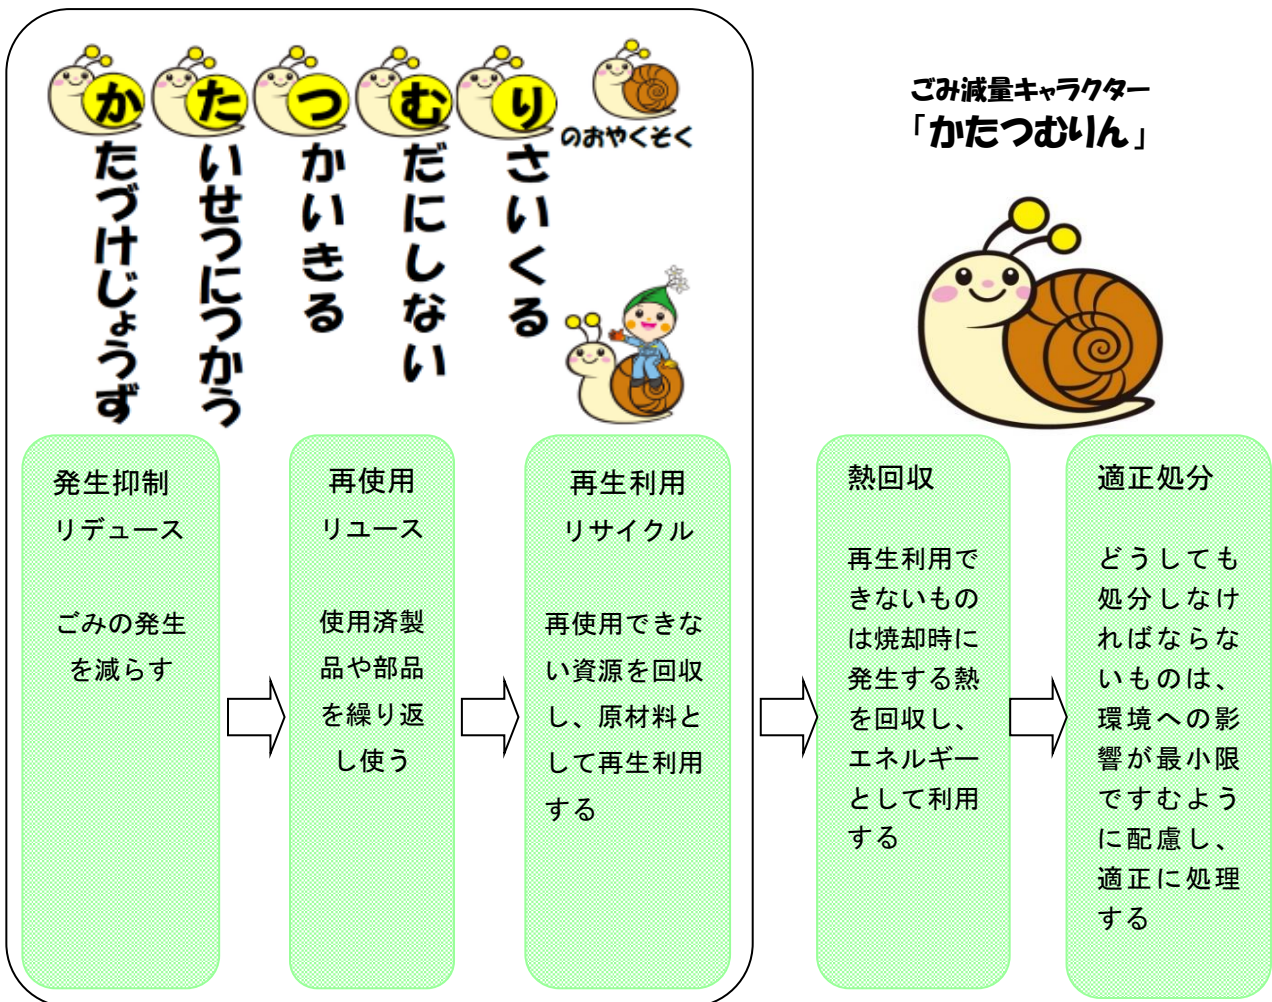 かたづけじょうず
たいせつにつかう
つかいきる
むだにしない
りさいくる
のおやくそく
ごみ減量キャラクター
「かたつむりん」
発生抑制
リデュース
ごみの発生
を減らす
再使用
リユース
使用済製
品や部品
を繰り返
し使う
再生利用
リサイクル
再使用できな
い資源を回収
し、原材料と
して再生利用
する
熱回収
再生利用で
きないもの
は焼却時に
発生する熱
を回収し、
エネルギー
として利用
する
適正処分
どうしても
処分しなけ
ればならな
いものは、
環境への影
響が最小限
ですむよう
に配慮し、
適正に処理
する